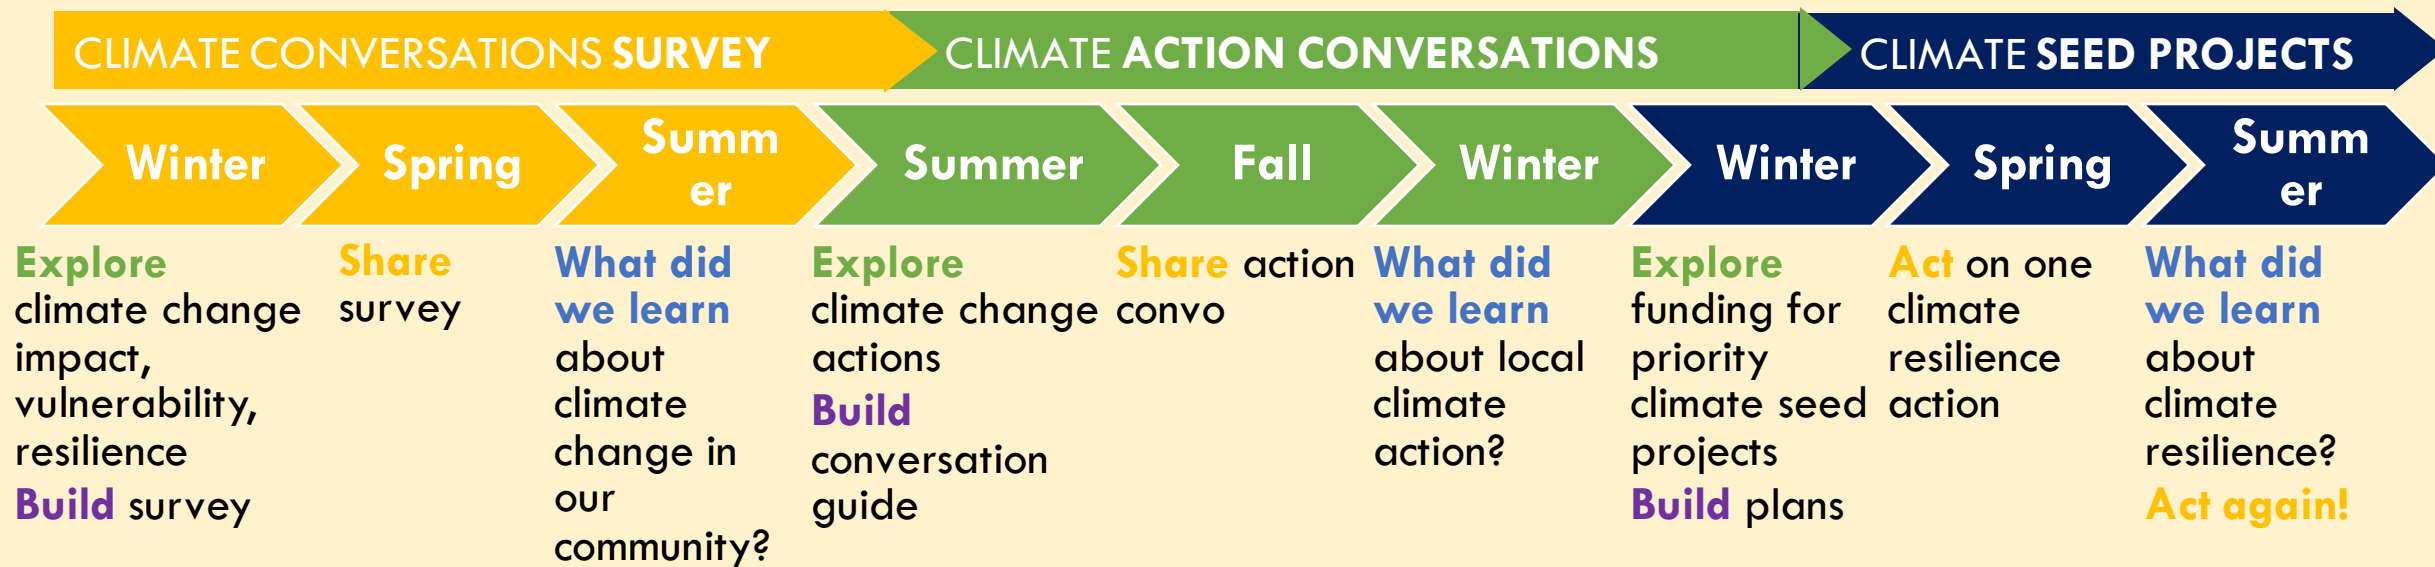 CLIMATE CONVERSATIONS SURVEY
CLIMATE ACTION CONVERSATIONS
CLIMATE SEED PROJECTS
Winter
Spring
Summ
er
Summer
Fall
Winter
Winter
Spring
Summ
er
Explore
climate change
impact,
vulnerability,
resilience
Build survey
Share
survey
What did
we learn
about
climate
change in
our
community?
Explore
climate change
actions
Build
conversation
guide
Share action
convo
What did
we learn
about local
climate
action?
Explore
funding for
priority
climate seed
projects
Build plans
Act on one
climate
resilience
action
What did
we learn
about
climate
resilience?
Act again!